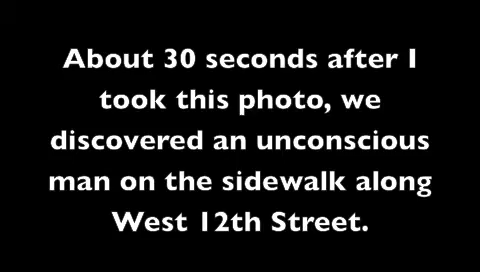 About 30 seconds after I
took this photo, we
discovered an unconscious
man on the sidewalk along
West 12th Street.